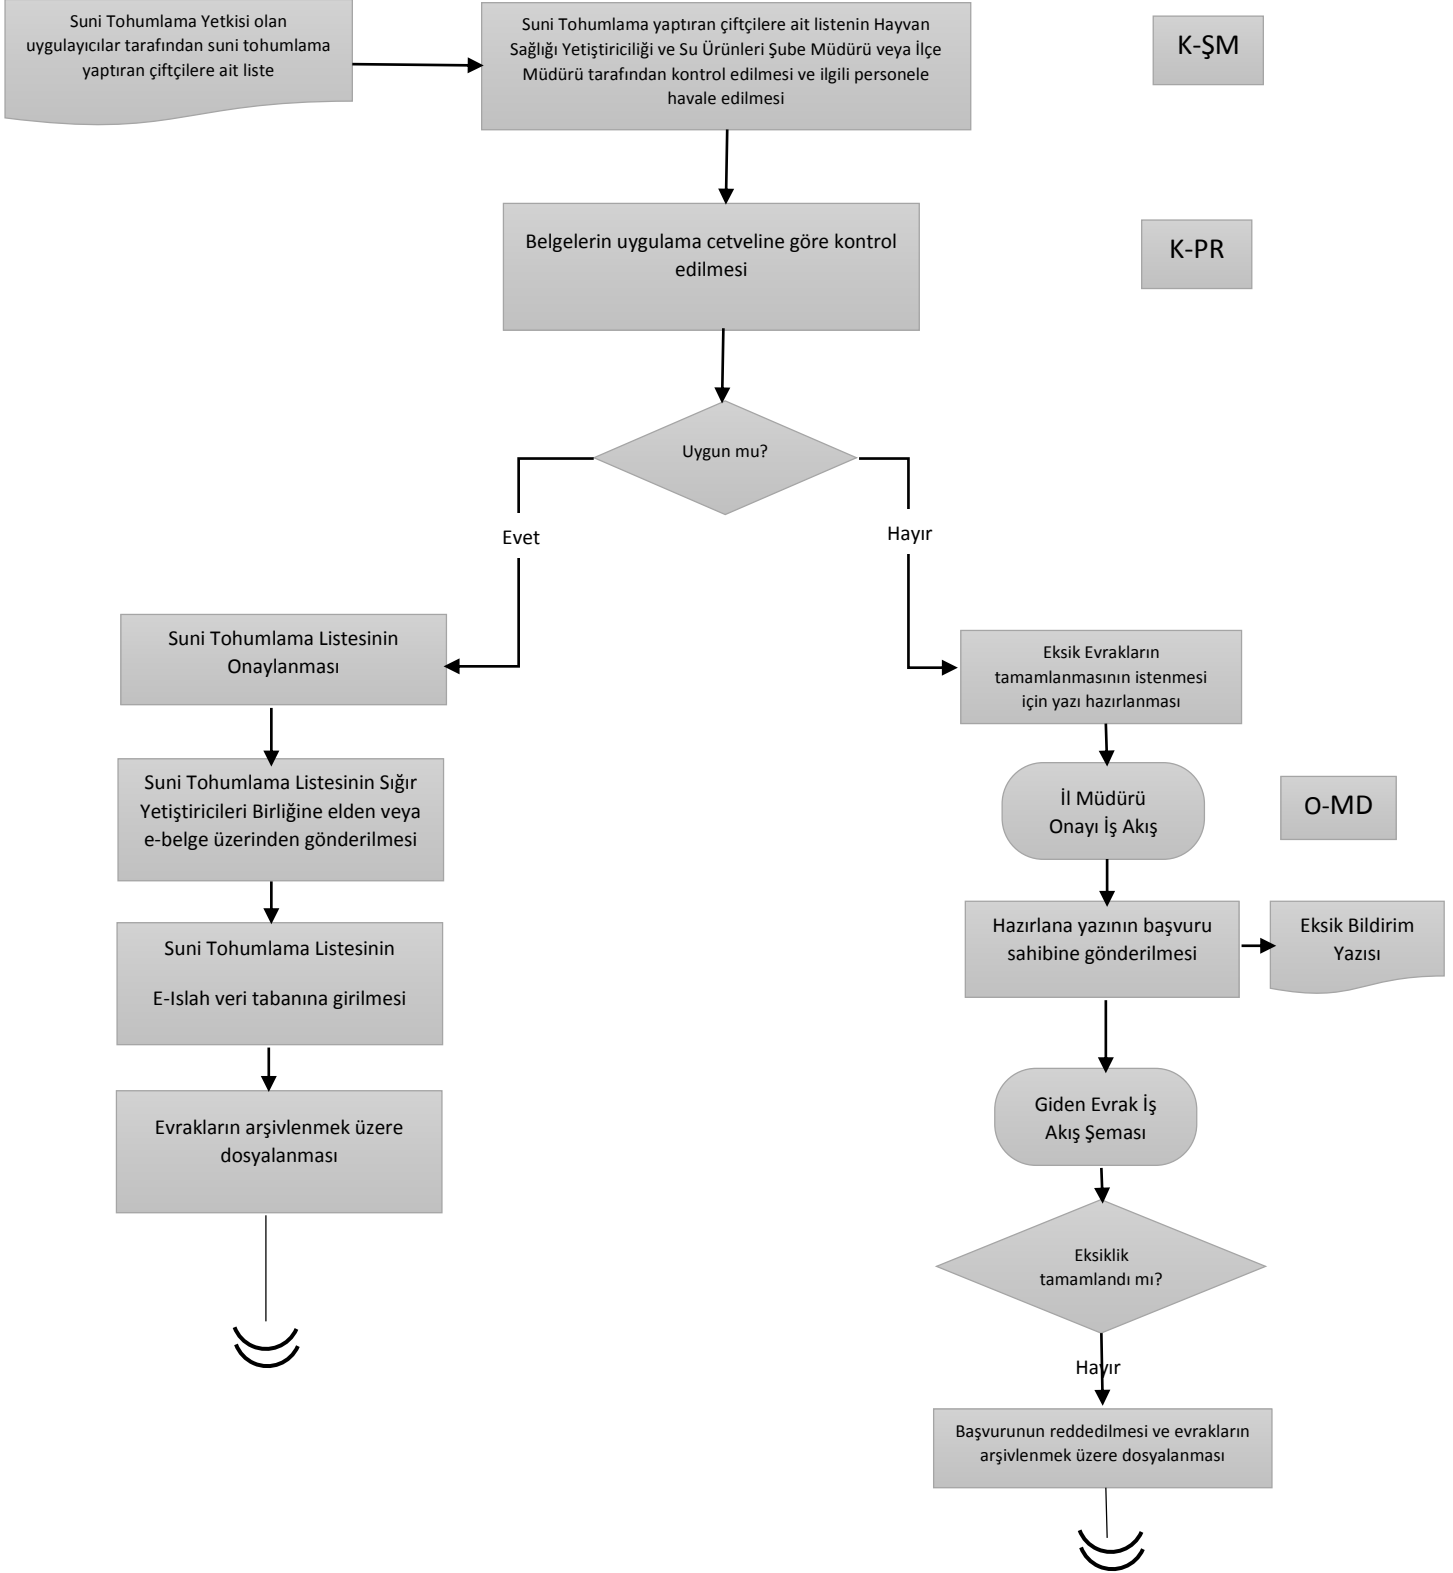 Suni Tohumlama Yetkisi olan
uygulayıcılar tarafından suni tohumlama
yaptıran çiftçilere ait liste
Suni Tohumlama yaptıran çiftçilere ait listenin Hayvan
Sağlığı Yetiştiriciliği ve Su Ürünleri Şube Müdürü veya İlçe
Müdürü tarafından kontrol edilmesi ve ilgili personele
havale edilmesi
K-ŞM
Belgelerin uygulama cetveline göre kontrol
edilmesi
K-PR
Uygun mu?
Evet
Hayır
Suni Tohumlama Listesinin
Onaylanması
Eksik Evrakların
tamamlanmasının istenmesi
için yazı hazırlanması
Suni Tohumlama Listesinin Sığır
Yetiştiricileri Birliğine elden veya
e-belge üzerinden gönderilmesi
İl Müdürü
Onayı İş Akış
O-MD
Suni Tohumlama Listesinin
E-Islah veri tabanına girilmesi
Hazırlana yazının başvuru
sahibine gönderilmesi
Eksik Bildirim
Yazısı
Evrakların arşivlenmek üzere
dosyalanması
Giden Evrak İş
Akış Şeması
Eksiklik
tamamlandı mı?
Hayır
Başvurunun reddedilmesi ve evrakların
arşivlenmek üzere dosyalanması